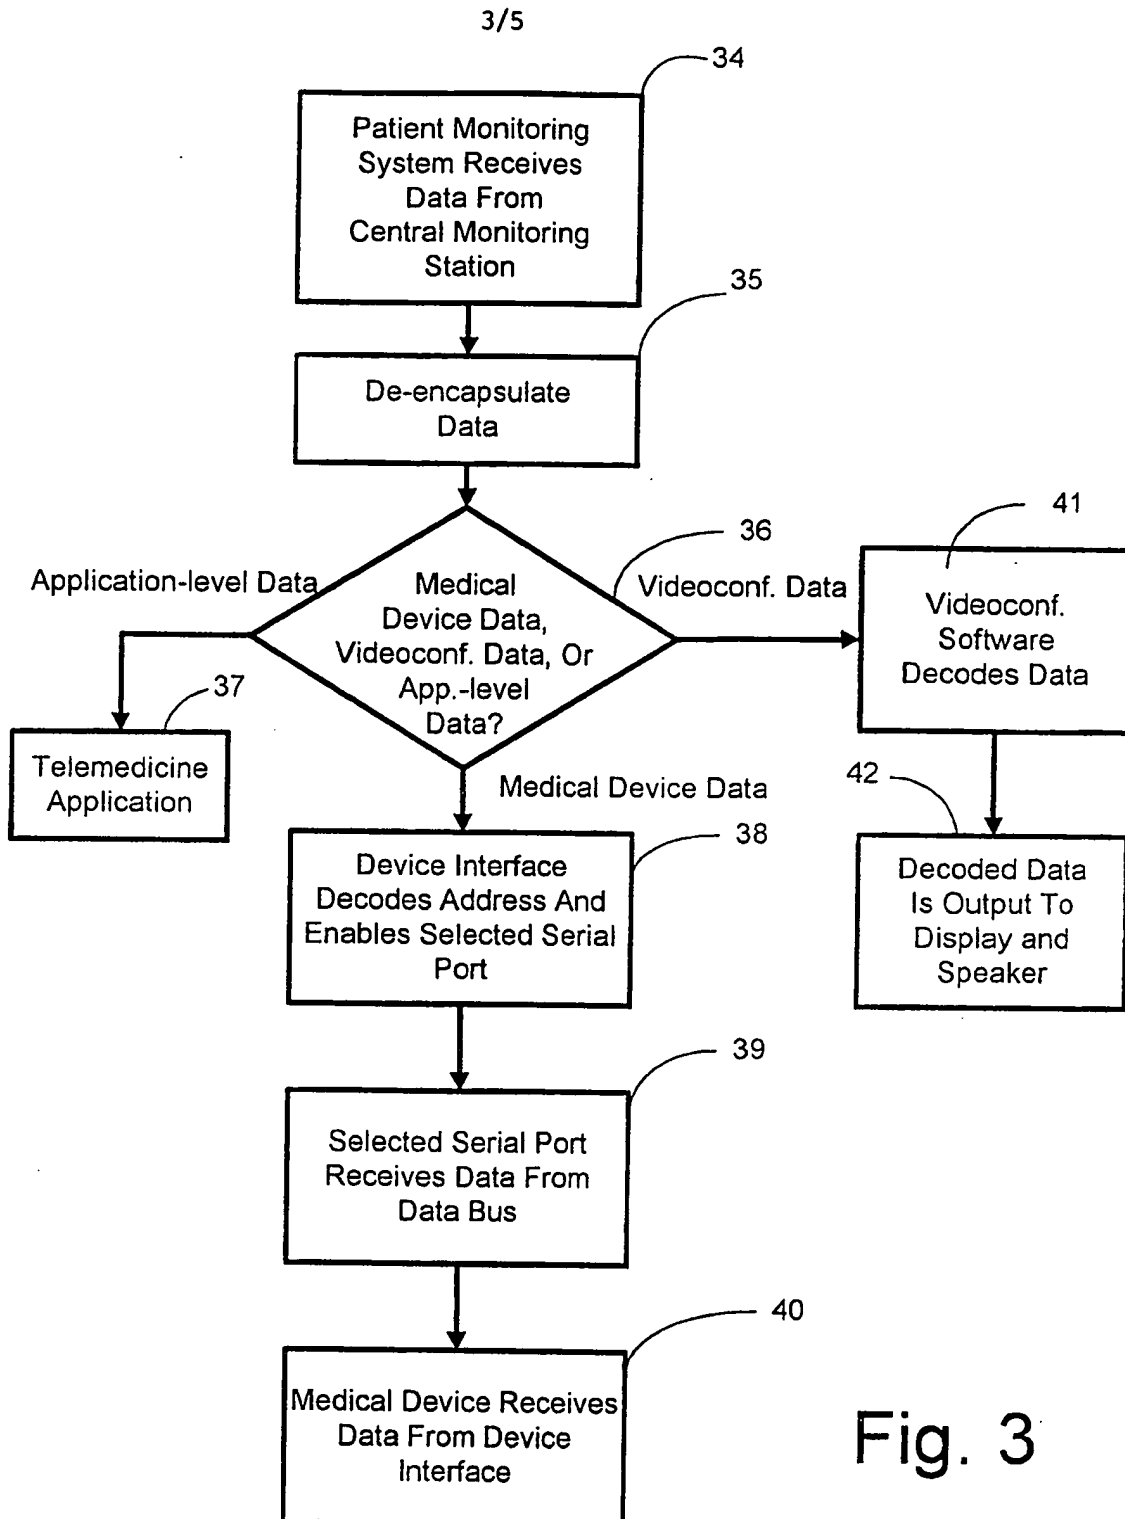 3/5
34
Patient Monitoring
System Receives
Data From
Central Monitoring
Station
35
De-encapsulate
Data
36
Application-level Data
Medical
Device Data,
Videoconf. Data, Or
App.-level
Data?
Videoconf. Data
41
Videoconf.
Software
Decodes Data
37
Telemedicine
Application
Medical Device Data
42
Decoded Data
Is Output To
Display and
Speaker
38
Device Interface
Decodes Address And
Enables Selected Serial
Port
39
Selected Serial Port
Receives Data From
Data Bus
40
Medical Device Receives
Data From Device
Interface
Fig. 3